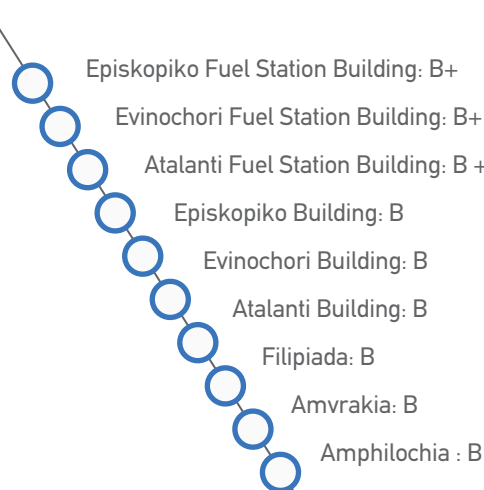 Episkopiko Fuel Station Building: B+
Evinochori Fuel Station Building: B+
Atalanti Fuel Station Building: B +
Episkopiko Building: B
Evinochori Building: B
Atalanti Building: B
Filipiada: B
Amvrakia: B
Amphilochia : B